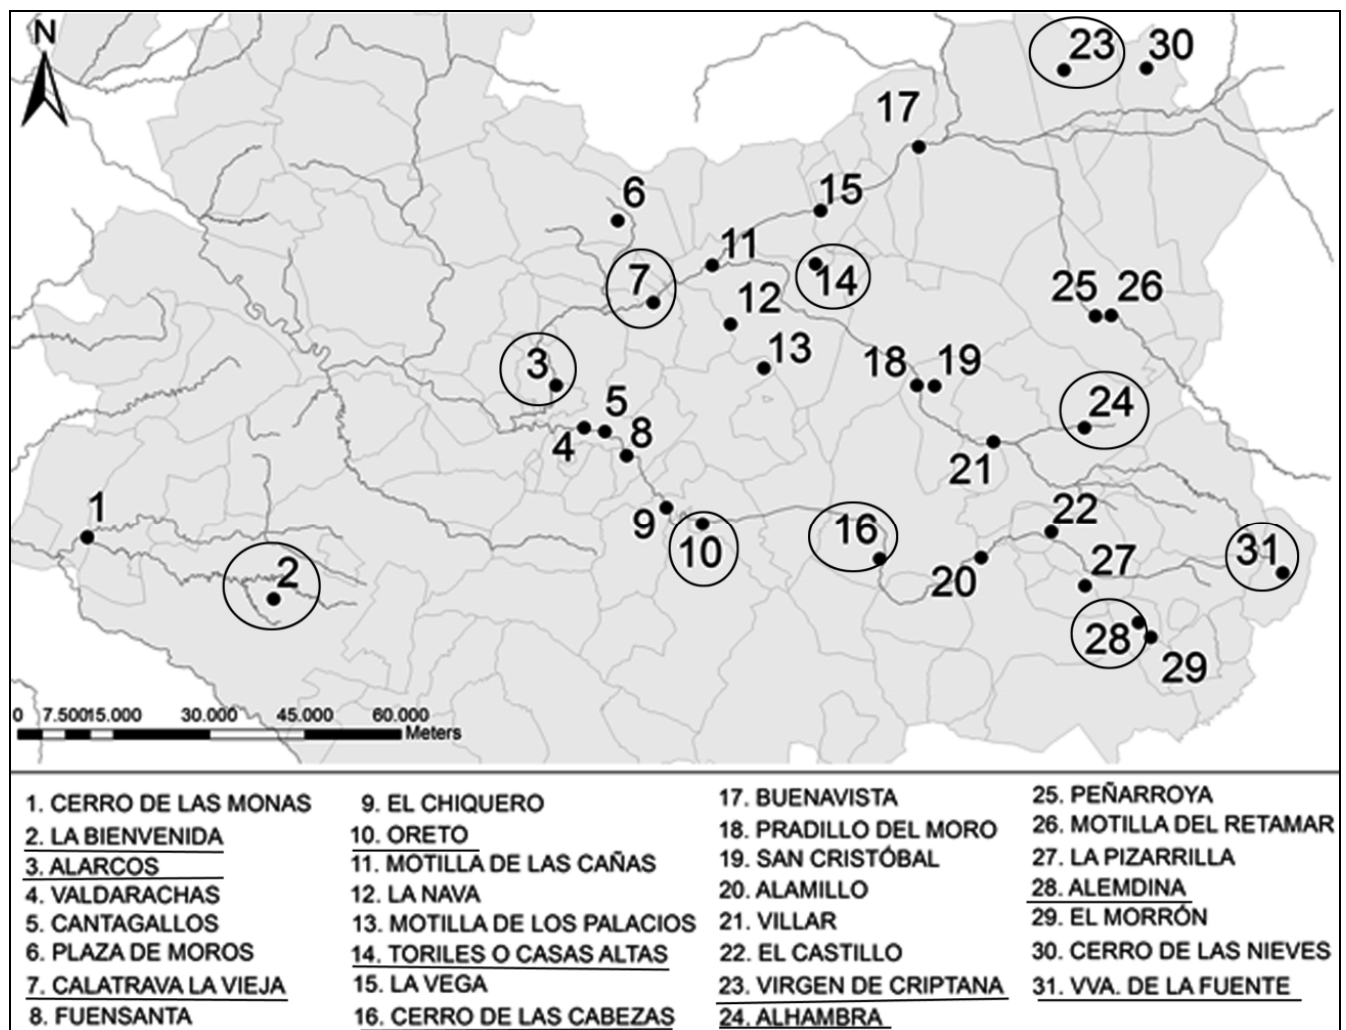 N
23
30
17
6
15
11
7
14
12
25 26
13
3
18 19
5
24
4
8
21
1
9
10
16
22
31
2
20
27
28
29
0 7.500 15.000 30.000 45.000 60.000
Meters
1. CERRO DE LAS MONAS
2. LA BIENVENIDA
3. ALARCOS
4. VALDARACHAS
5. CANTAGALLOS
6. PLAZA DE MOROS
7. CALATRAVA LA VIEJA
8. FUENSANTA
9. EL CHIQUERO
10. ORETO
11. MOTILLA DE LAS CAÑAS
12. LA NAVA
13. MOTILLA DE LOS PALACIOS
14. TORILES O CASAS ALTAS
15. LA VEGA
16. CERRO DE LAS CABEZAS
17. BUENAVISTA
18. PRADILLO DEL MORO
19. SAN CRISTÓBAL
20. ALAMILLO
21. VILLAR
22. EL CASTILLO
23. VIRGEN DE CRIPTANA
24. ALHAMBRA
25. PEÑARROYA
26. MOTILLA DEL RETAMAR
27. LA PIZARRILLA
28. ALEMDINA
29. EL MORRÓN
30. CERRO DE LAS NIEVES
31. VVA. DE LA FUENTE